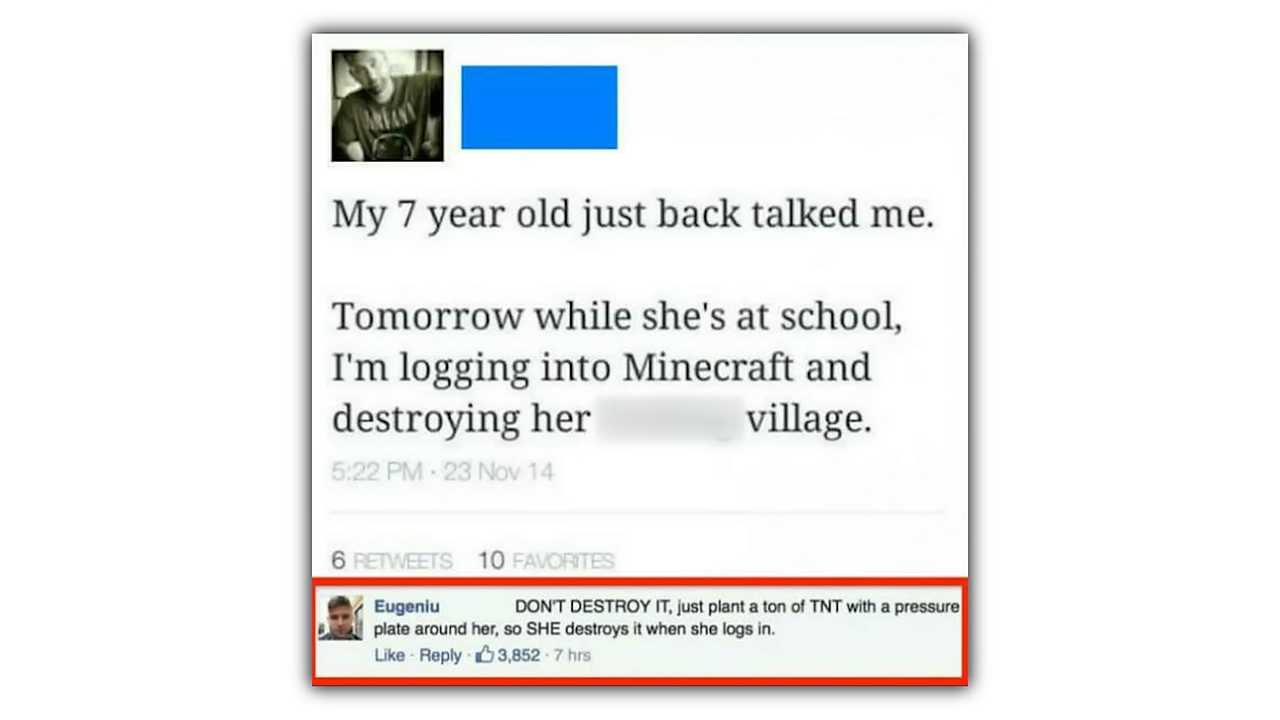 My 7 year old just back talked me.
Tomorrow while she's at school,
I'm logging into Minecraft and
destroying her village.
5:22 PM · 23 Nov 14
6 RETWEETS 10 FAVORITES
Eugeniu DON'T DESTROY IT, just plant a ton of TNT with a pressure
plate around her, so SHE destroys it when she logs in.
Like · Reply · 3,852 · 7 hrs